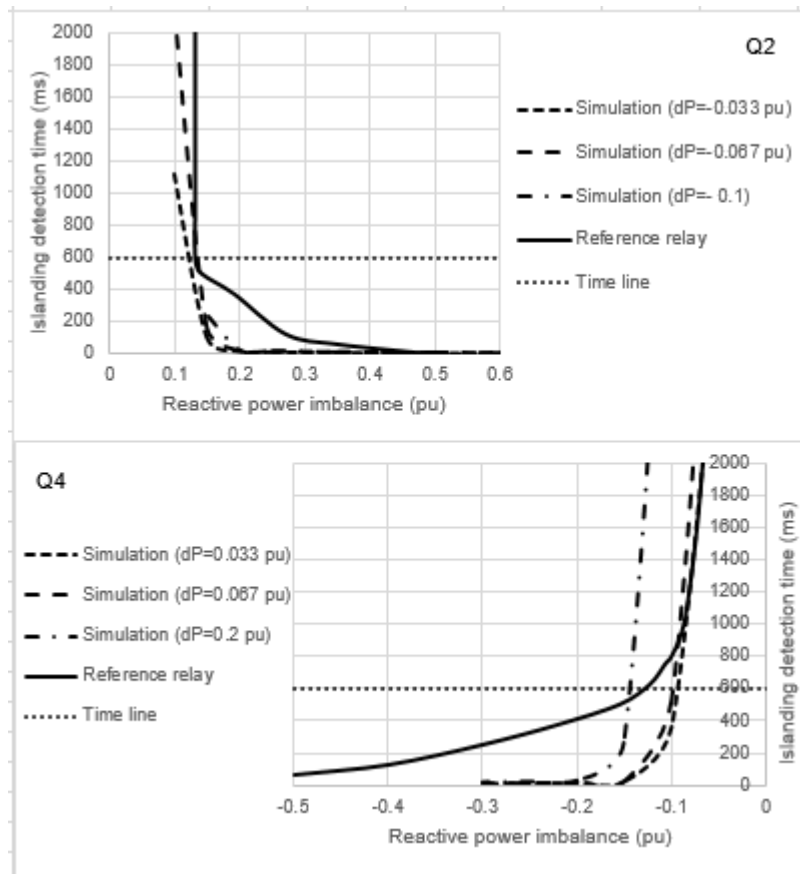 Q2
2000
1800
1600
1400
1200
1000
800
600
400
200
0
Islanding detection time (ms)
0 0.1 0.2 0.3 0.4 0.5 0.6
Reactive power imbalance (pu)
Simulation (dP=-0.033 pu)
Simulation (dP=-0.067 pu)
Simulation (dP=- 0.1)
Reference relay
Time line
Q4
Simulation (dP=0.033 pu)
Simulation (dP=0.067 pu)
Simulation (dP=0.2 pu)
Reference relay
Time line
2000
1800
1600
1400
1200
1000
800
600
400
200
0
Islanding detection time (ms)
-0.5 -0.4 -0.3 -0.2 -0.1 0
Reactive power imbalance (pu)